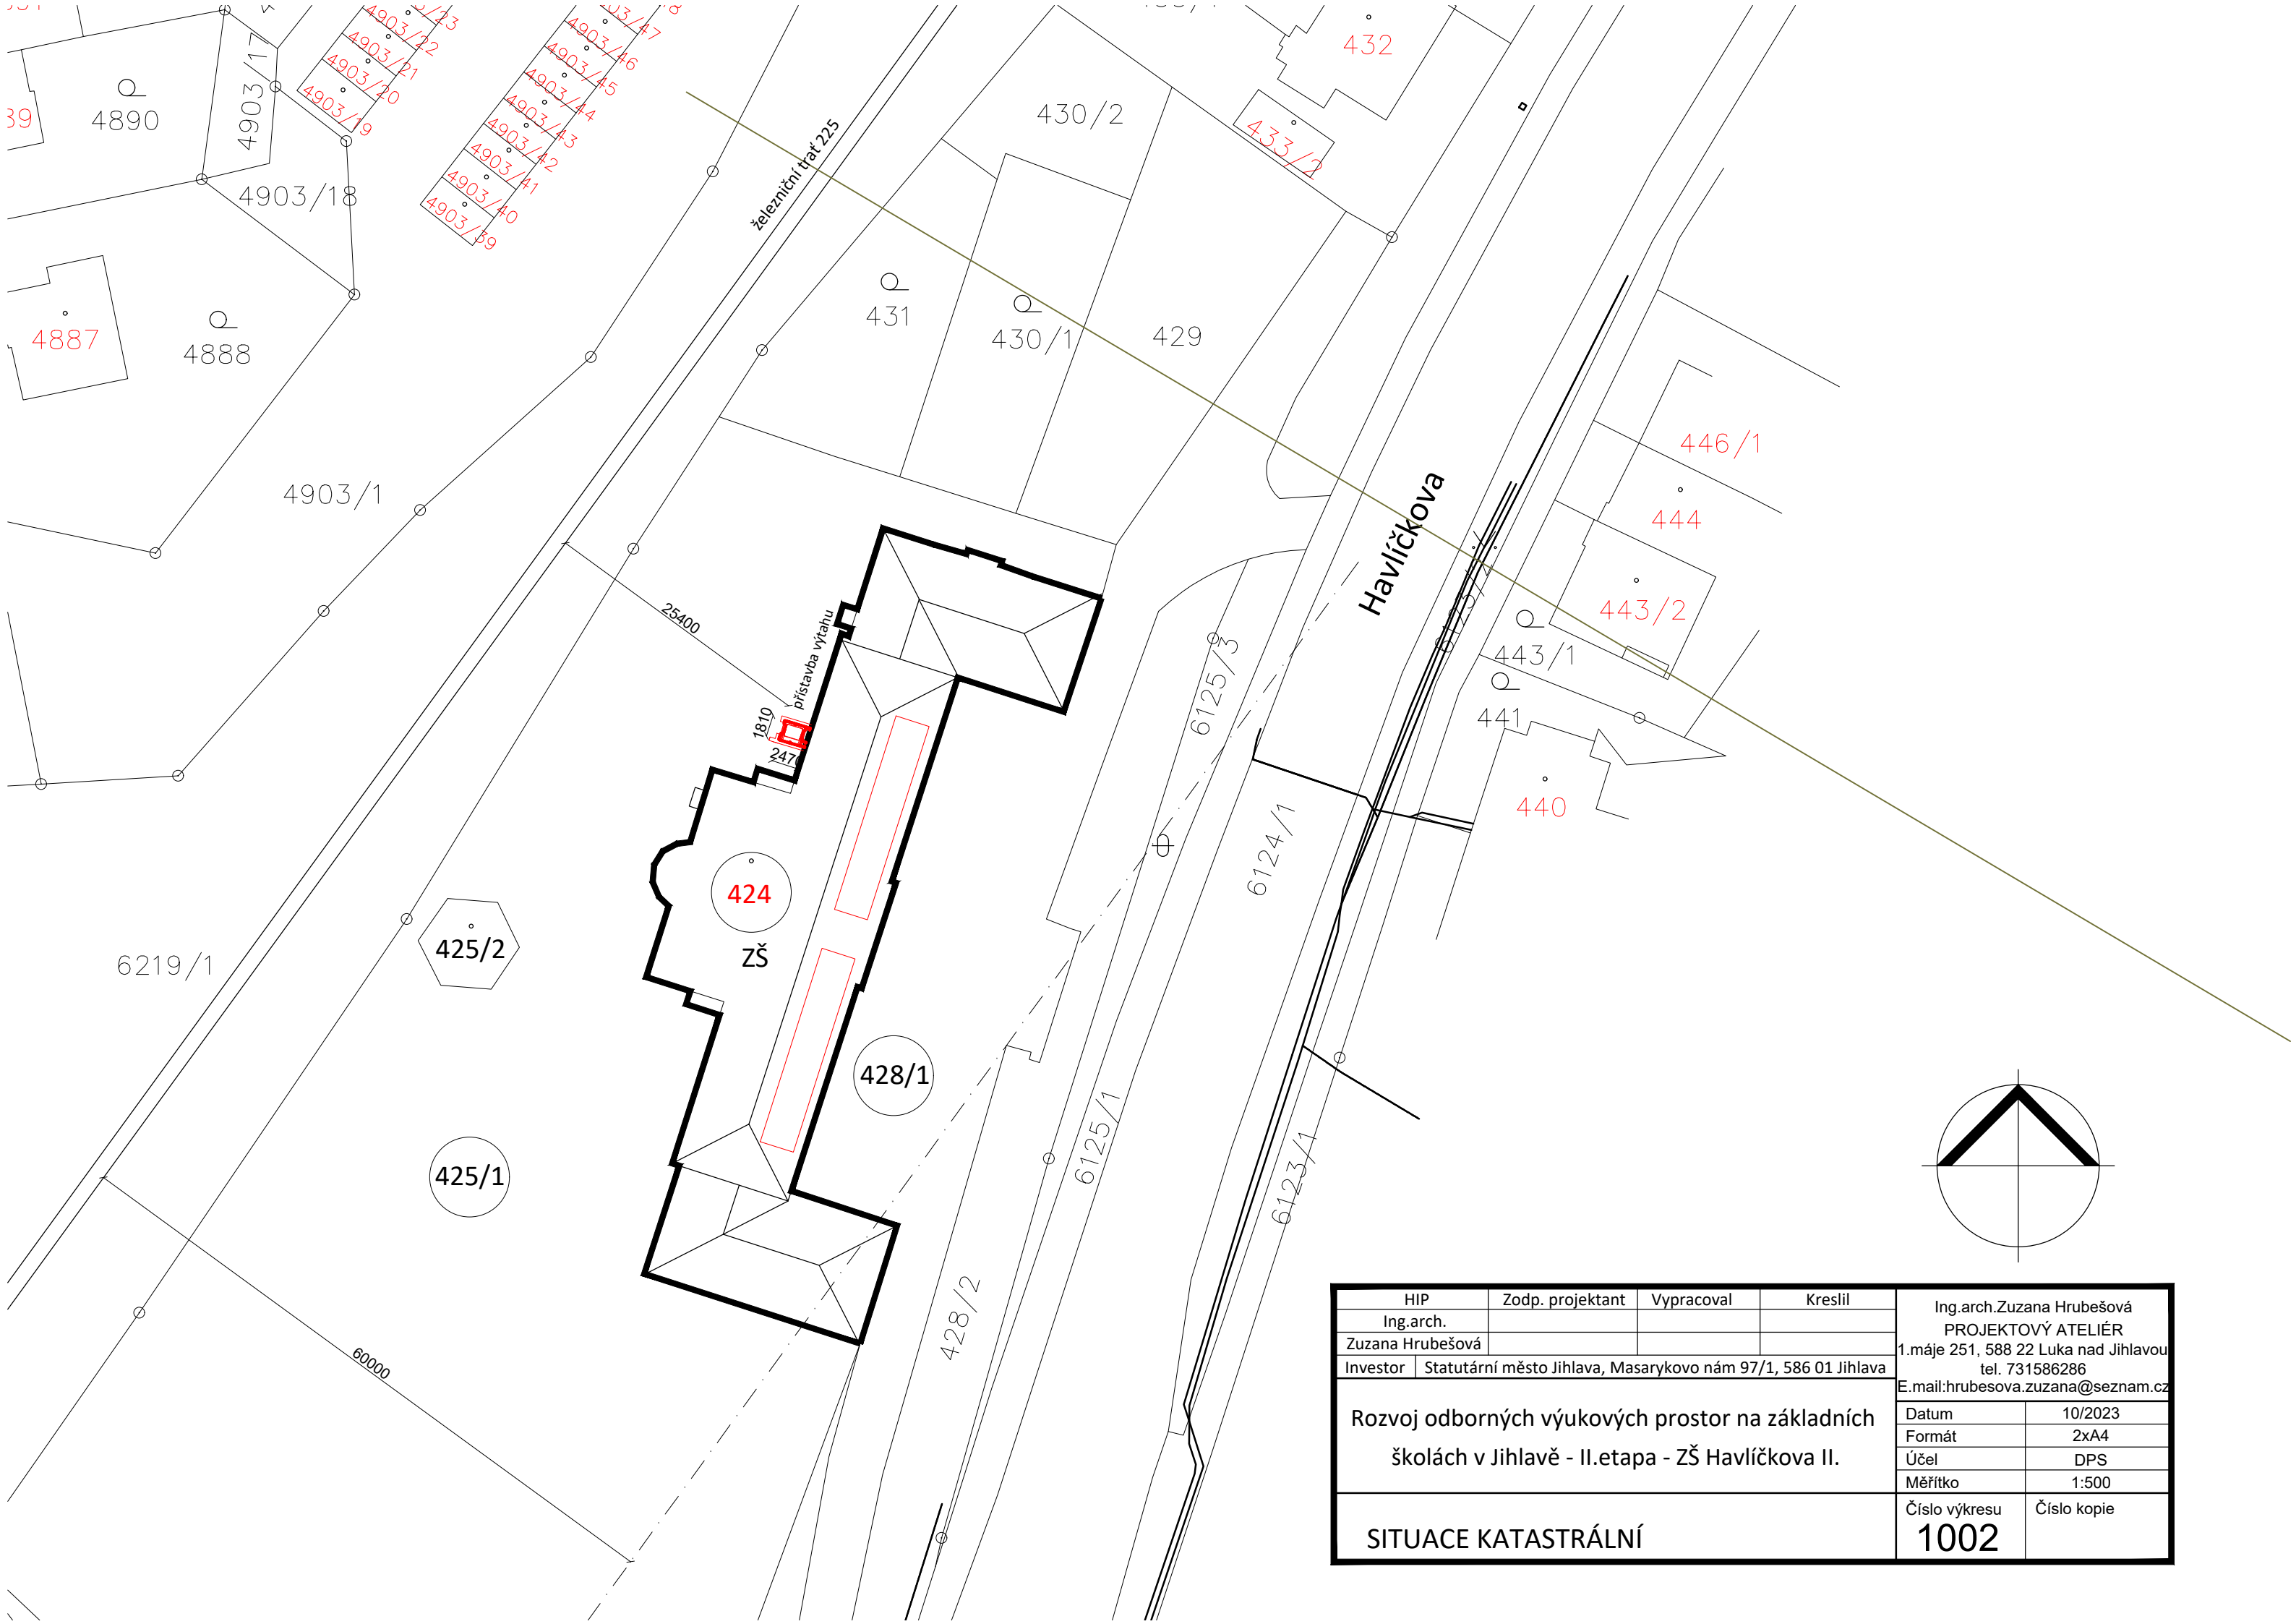 4903/23
4903/22
4903/21
4903/20
4903/19
4903/17
4903/18
4890
4887
4888
4903/47
4903/46
4903/45
4903/44
4903/43
4903/42
4903/41
4903/40
4903/39
železniční trať 225
430/2
432
433/2
431
430/1
429
4903/1
Havlíčkova
446/1
444
443/2
443/1
441
440
25400
přístavba výtahu
1810
6125/3
6124/1
424
ZŠ
425/2
6219/1
428/1
425/1
6125/1
6123/1
428/2
60000
HIP Zodp. projektant Vypracoval Kreslil
Ing.arch.
Zuzana Hrubešová
Investor Statutární město Jihlava, Masarykovo nám 97/1, 586 01 Jihlava
Ing.arch.Zuzana Hrubešová
PROJEKTOVÝ ATELIÉR
1.máje 251, 588 22 Luka nad Jihlavou
tel. 731586286
E.mail:hrubesova.zuzana@seznam.cz
Rozvoj odborných výukových prostor na základních
školách v Jihlavě - II.etapa - ZŠ Havlíčkova II.
Datum 10/2023
Formát 2xA4
Účel DPS
Měřítko 1:500
SITUACE KATASTRÁLNÍ
Číslo výkresu Číslo kopie
1002